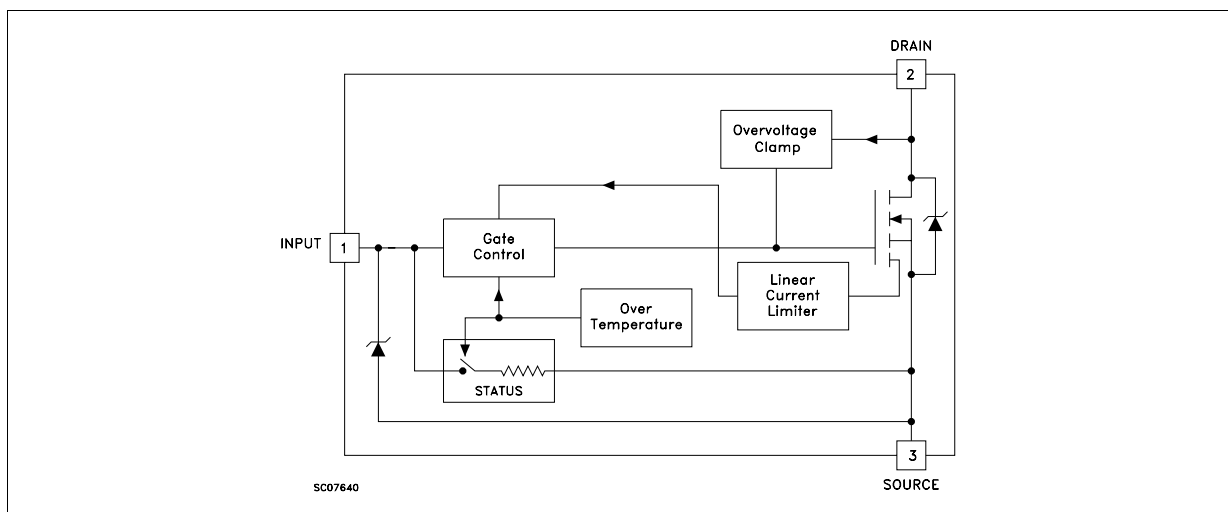 DRAIN
2
Overvoltage
Clamp
INPUT
1
Gate
Control
Linear
Current
Limiter
Over
Temperature
STATUS
3
SOURCE
SC07640